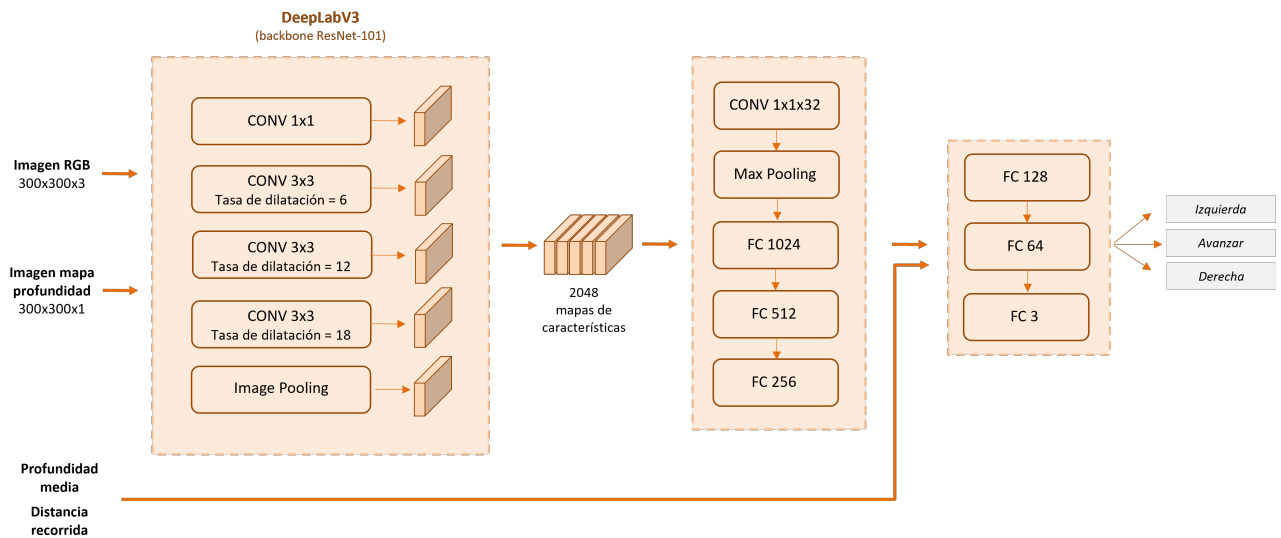 DeepLabV3
(backbone ResNet-101)
Imagen RGB
300x300x3
Imagen mapa
profundidad
300x300x1
CONV 1x1
CONV 3x3
Tasa de dilatación = 6
CONV 3x3
Tasa de dilatación = 12
CONV 3x3
Tasa de dilatación = 18
Image Pooling
2048
mapas de
características
CONV 1x1x32
Max Pooling
FC 1024
FC 512
FC 256
FC 128
FC 64
FC 3
Izquierda
Avanzar
Derecha
Profundidad
media
Distancia
recorrida